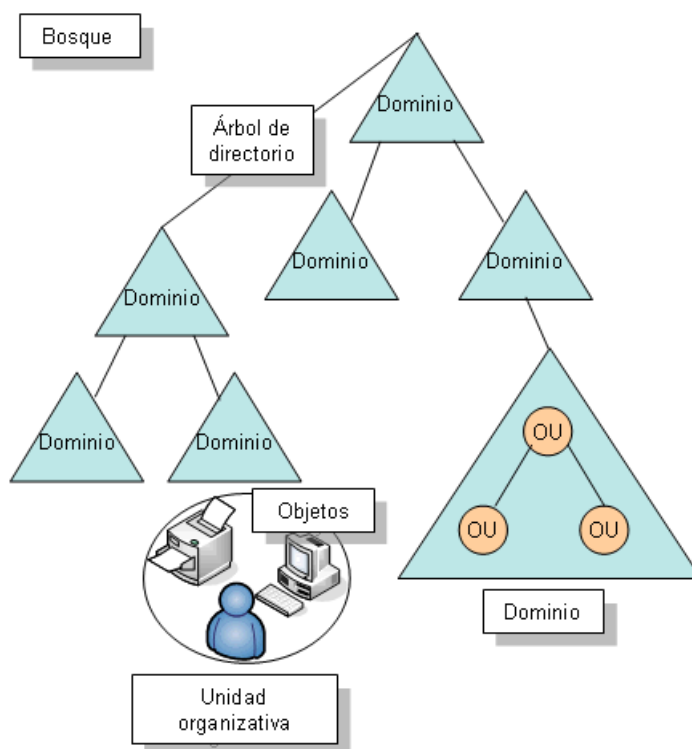 Bosque
Dominio
Árbol de
directorio
Dominio
Dominio
Dominio
Dominio
Dominio
OU
OU
OU
Objetos
Dominio
Unidad
organizativa